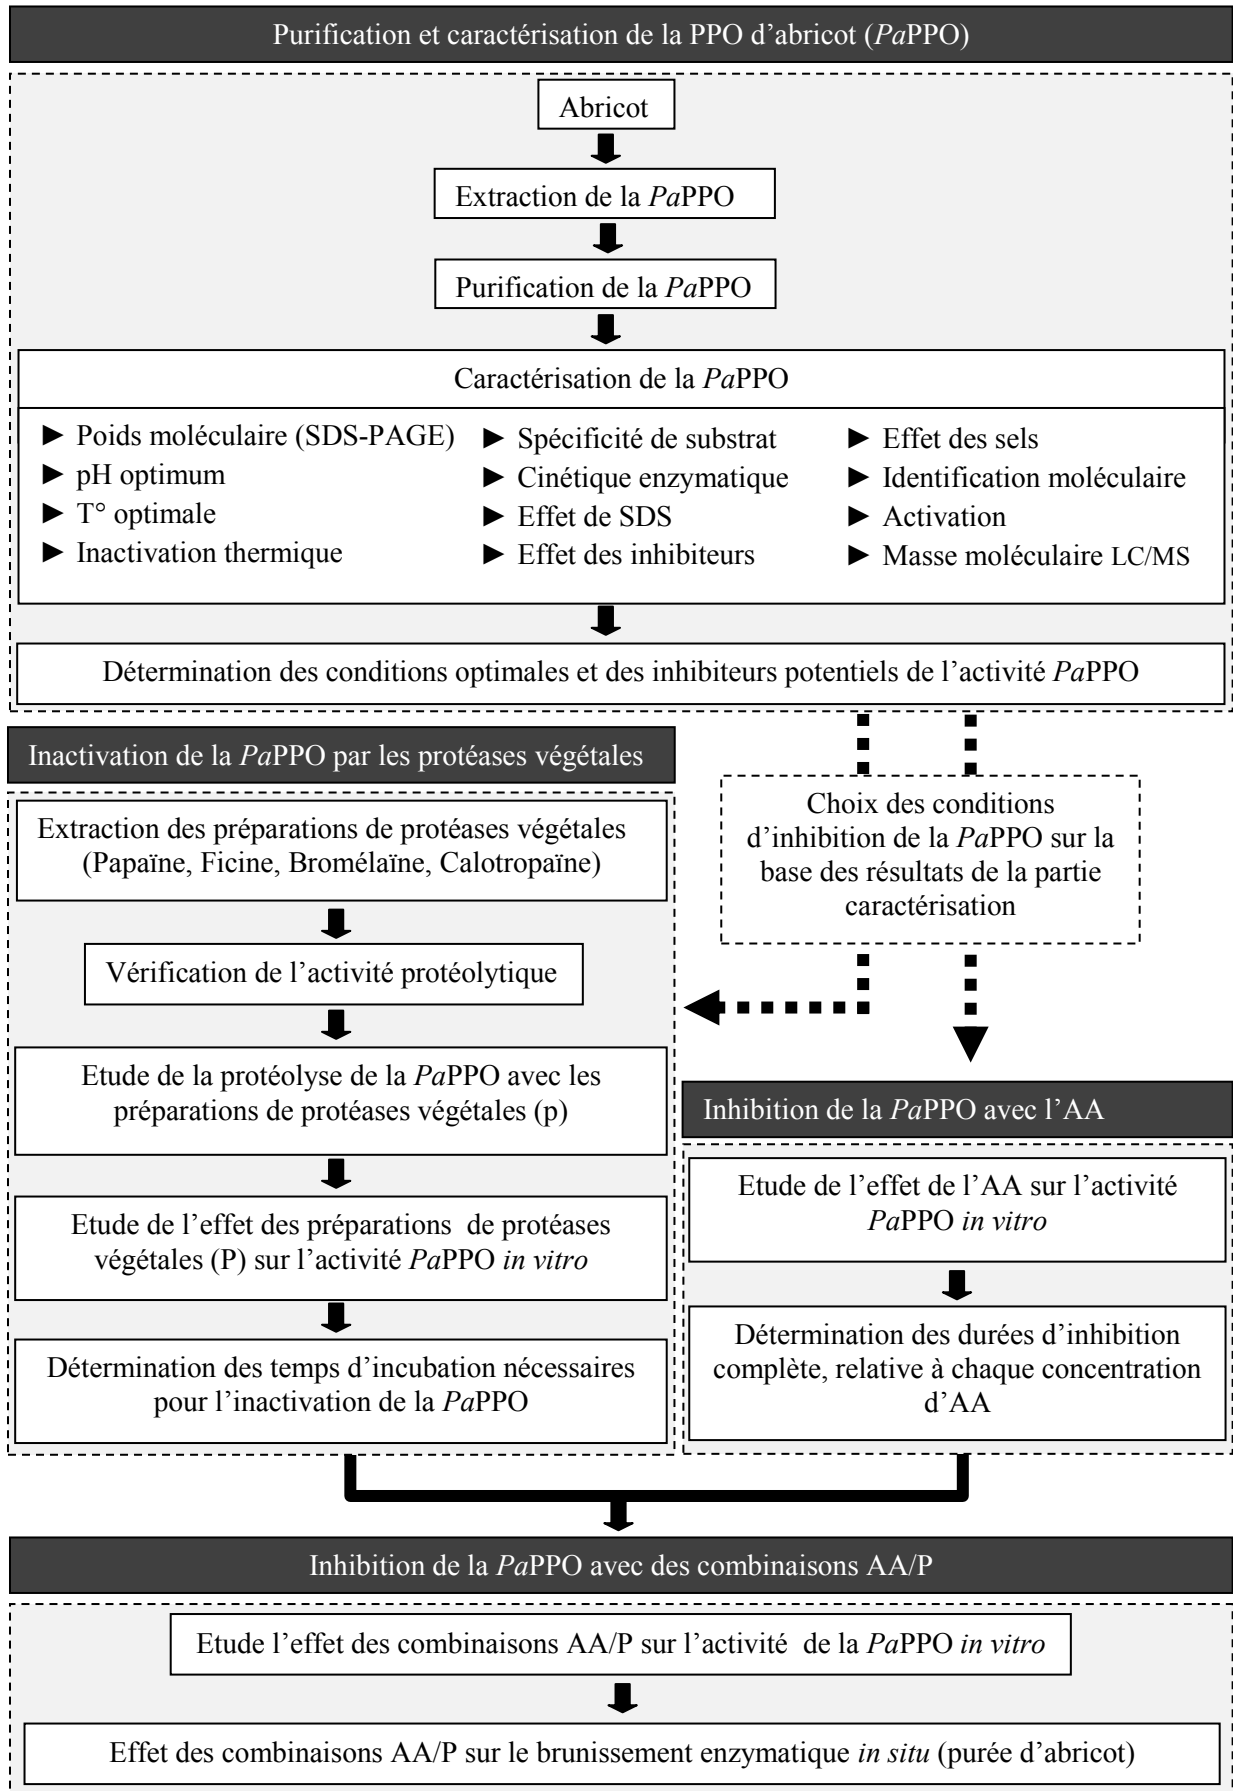 Purification et caractérisation de la PPO d’abricot (PaPPO)
Abricot
Extraction de la PaPPO
Purification de la PaPPO
Caractérisation de la PaPPO
► Poids moléculaire (SDS-PAGE)
► pH optimum
► T° optimale
► Inactivation thermique
► Spécificité de substrat
► Cinétique enzymatique
► Effet de SDS
► Effet des inhibiteurs
► Effet des sels
► Identification moléculaire
► Activation
► Masse moléculaire LC/MS
Détermination des conditions optimales et des inhibiteurs potentiels de l’activité PaPPO
Inactivation de la PaPPO par les protéases végétales
Extraction des préparations de protéases végétales
(Papaïne, Ficine, Bromélaïne, Calotropaïne)
Vérification de l’activité protéolytique
Etude de la protéolyse de la PaPPO avec les
préparations de protéases végétales (p)
Etude de l’effet des préparations de protéases
végétales (P) sur l’activité PaPPO in vitro
Détermination des temps d’incubation nécessaires
pour l’inactivation de la PaPPO
Choix des conditions
d’inhibition de la PaPPO sur la
base des résultats de la partie
caractérisation
Inhibition de la PaPPO avec l’AA
Etude de l’effet de l’AA sur l’activité
PaPPO in vitro
Détermination des durées d’inhibition
complète, relative à chaque concentration
d’AA
Inhibition de la PaPPO avec des combinaisons AA/P
Etude l’effet des combinaisons AA/P sur l’activité de la PaPPO in vitro
Effet des combinaisons AA/P sur le brunissement enzymatique in situ (purée d’abricot)